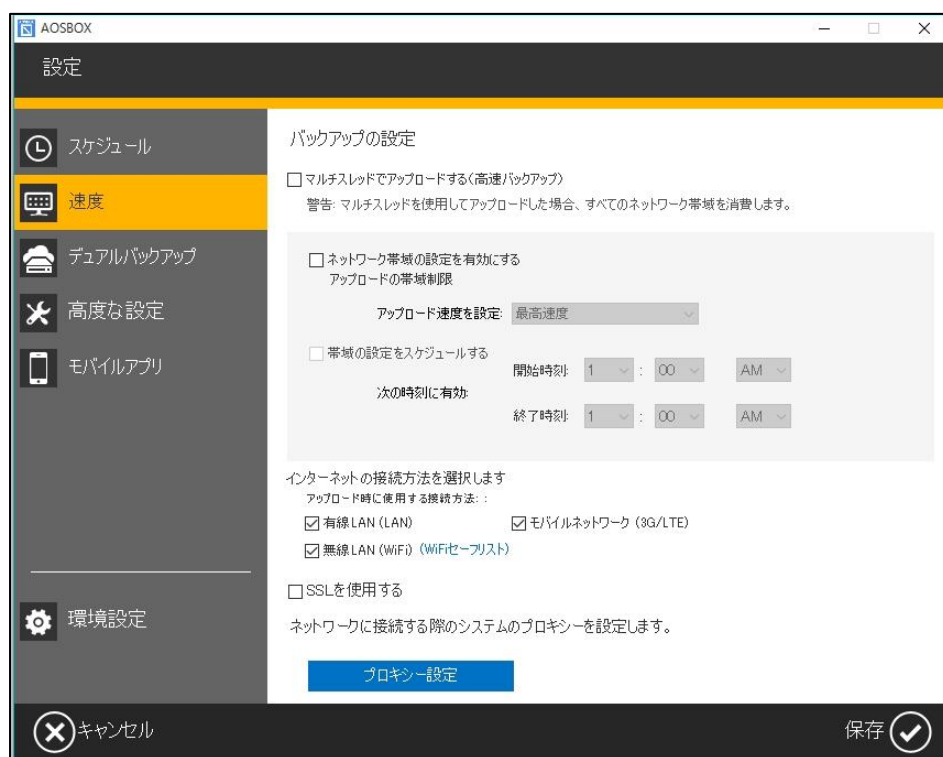 AOSBOX
設定
スケジュール
速度
デュアルバックアップ
高度な設定
モバイルアプリ
環境設定
バックアップの設定
マルチスレッドでアップロードする(高速バックアップ)
警告: マルチスレッドを使用してアップロードした場合、すべてのネットワーク帯域を消費します。
ネットワーク帯域の設定を有効にする
アップロードの帯域制限
アップロード速度を設定: 最高速度
帯域の設定をスケジュールする
開始時刻: 1 : 00 AM
次の時刻に有効:
終了時刻: 1 : 00 AM
インターネットの接続方法を選択します
アップロード時に使用する接続方法: :
有線LAN (LAN) モバイルネットワーク (3G/LTE)
無線LAN (WiFi) (WiFiセーフリスト)
SSLを使用する
ネットワークに接続する際のシステムのプロキシーを設定します。
プロキシー設定
キャンセル 保存